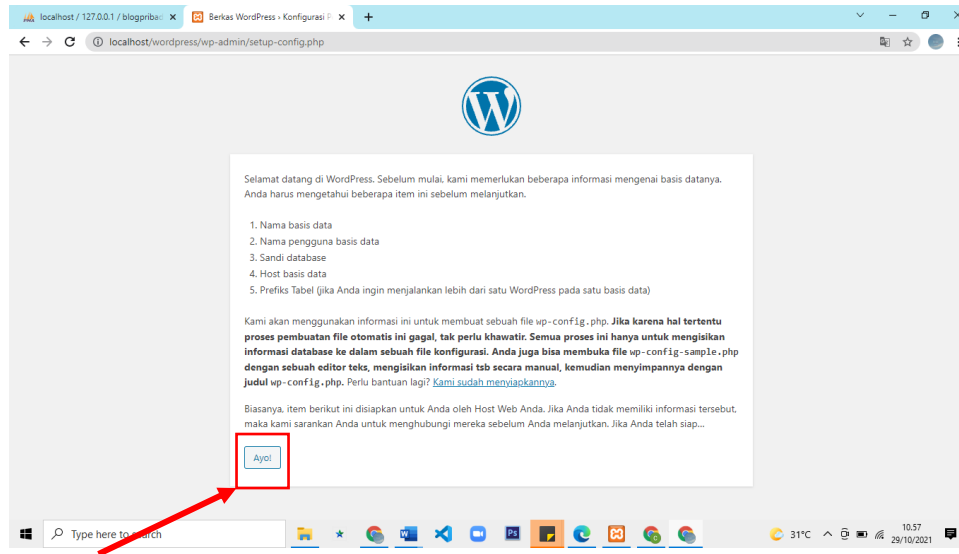 localhost / 127.0.0.1 / blogpribad
Berkas WordPress › Konfigurasi P
localhost/wordpress/wp-admin/setup-config.php
Selamat datang di WordPress. Sebelum mulai, kami memerlukan beberapa informasi mengenai basis datanya.
Anda harus mengetahui beberapa item ini sebelum melanjutkan.
1. Nama basis data
2. Nama pengguna basis data
3. Sandi database
4. Host basis data
5. Prefiks Tabel (jika Anda ingin menjalankan lebih dari satu WordPress pada satu basis data)
Kami akan menggunakan informasi ini untuk membuat sebuah file wp-config.php. Jika karena hal tertentu
proses pembuatan file otomatis ini gagal, tak perlu khawatir. Semua proses ini hanya untuk mengisikan
informasi database ke dalam sebuah file konfigurasi. Anda juga bisa membuka file wp-config-sample.php
dengan sebuah editor teks, mengisikan informasi tsb secara manual, kemudian menyimpannya dengan
judul wp-config.php. Perlu bantuan lagi? Kami sudah menyiapkannya.
Biasanya, item berikut ini disiapkan untuk Anda oleh Host Web Anda. Jika Anda tidak memiliki informasi tersebut,
maka kami sarankan Anda untuk menghubungi mereka sebelum Anda melanjutkan. Jika Anda telah siap...
Ayo!
Type here to search
Ps
31°C
10.57
29/10/2021